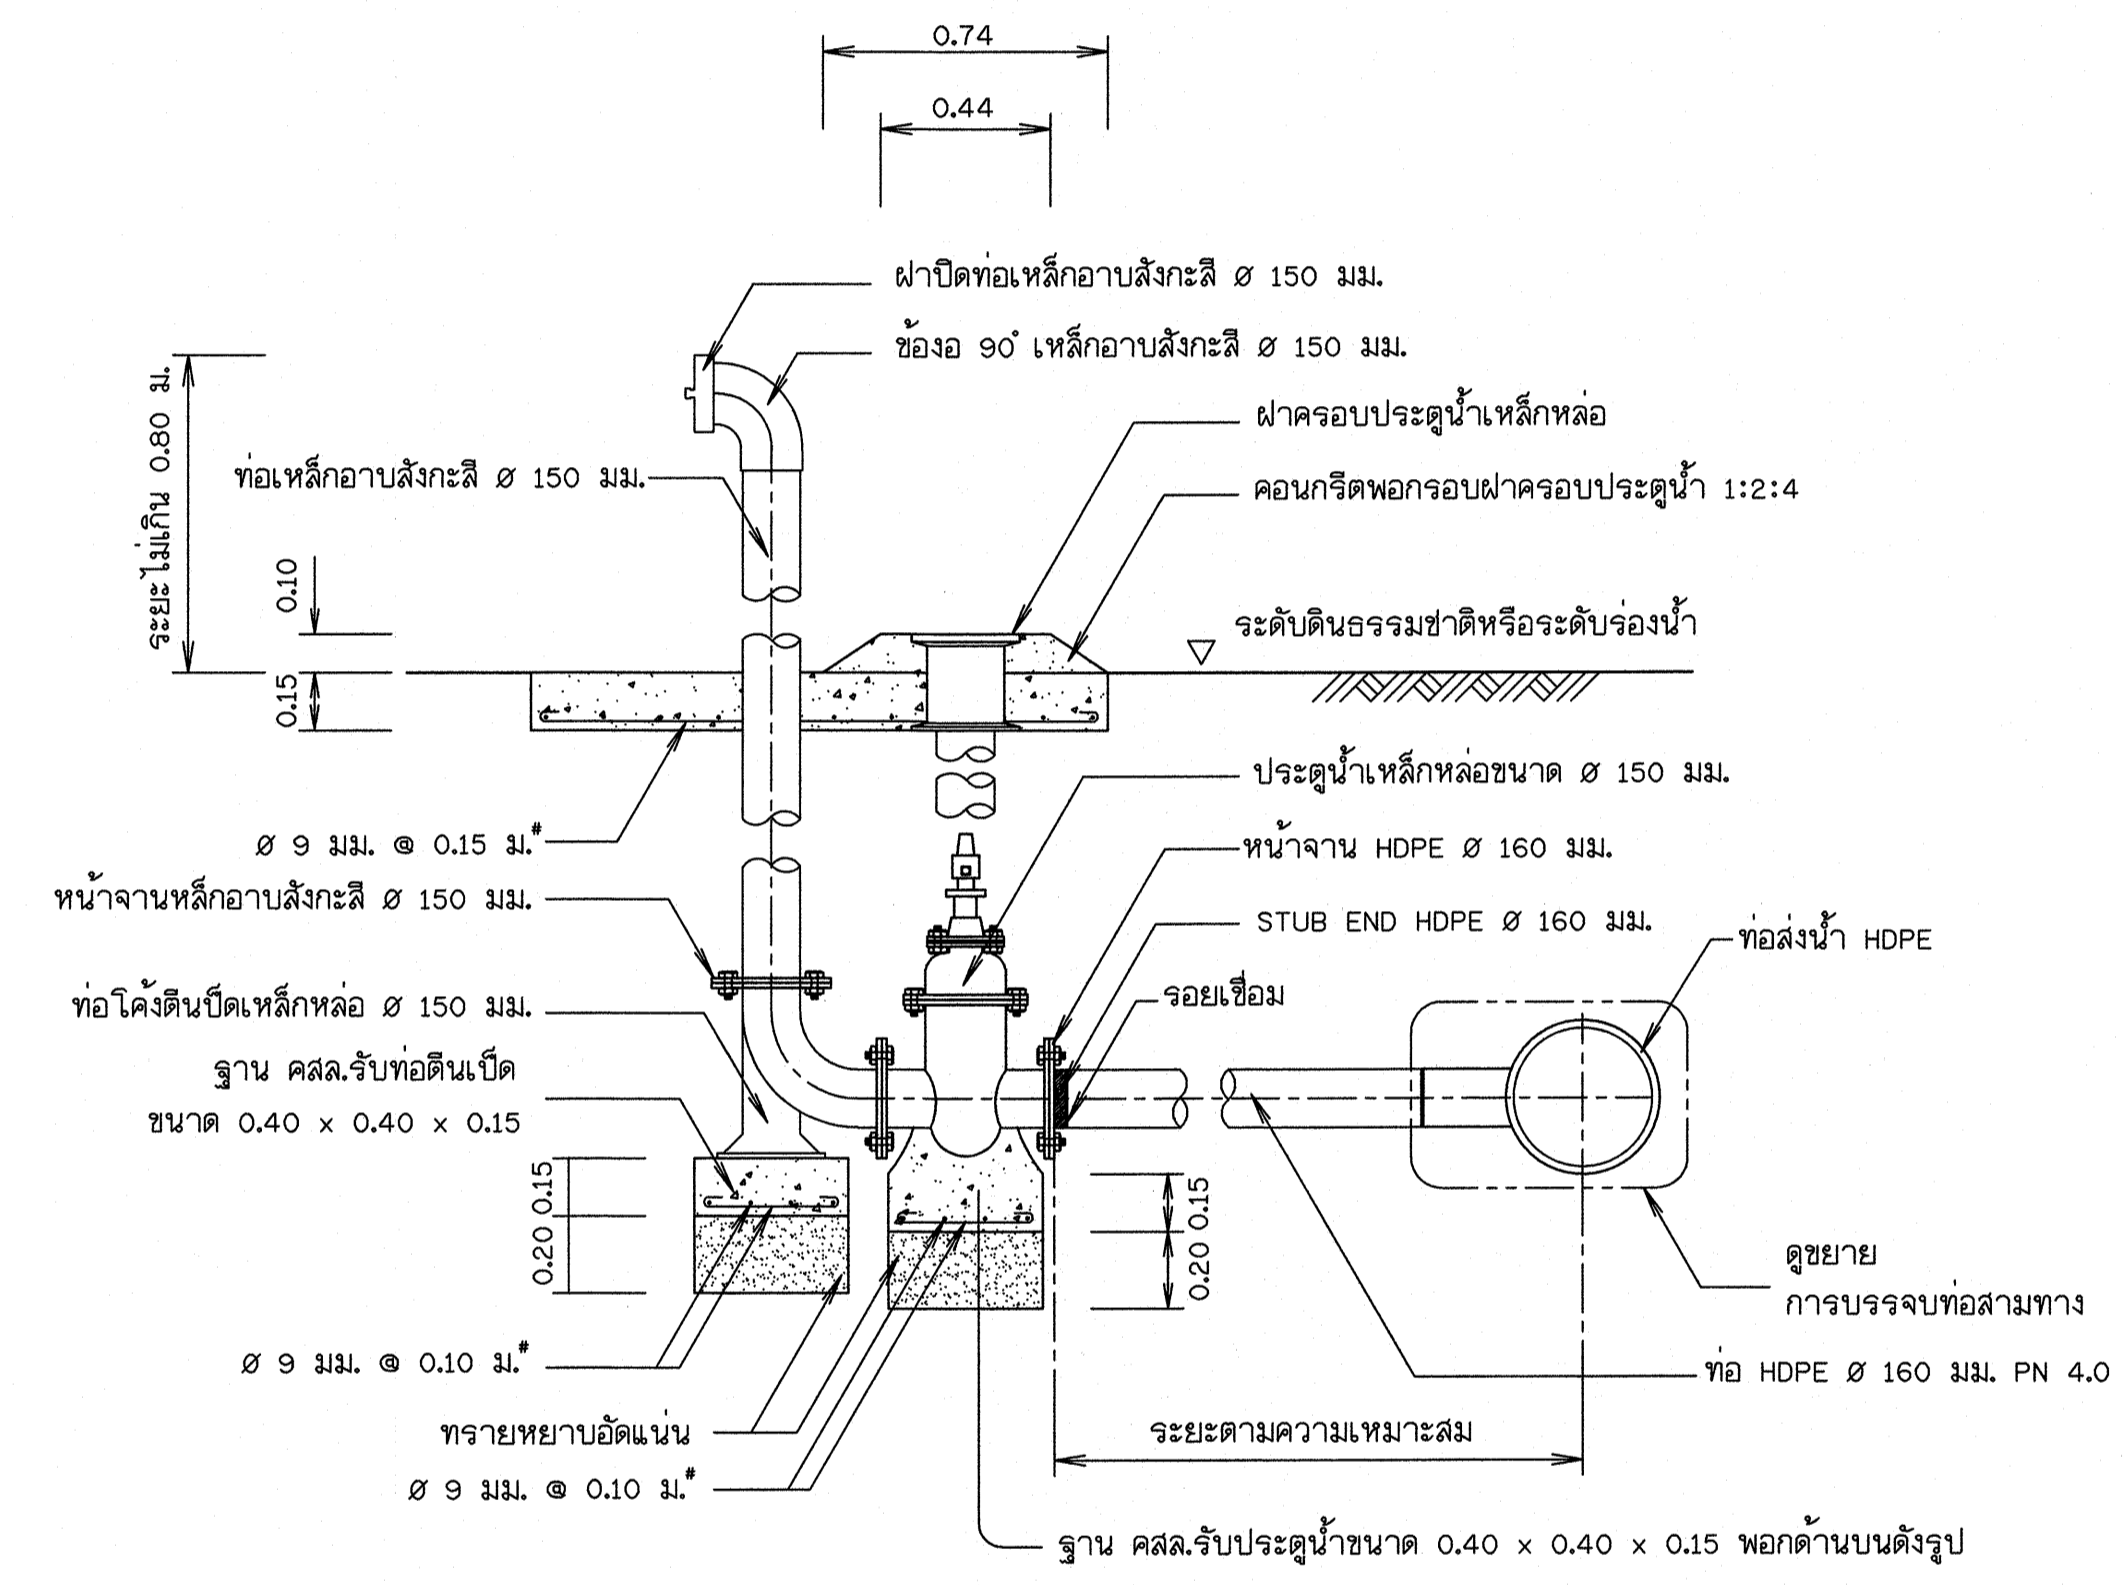 0.74
0.44
ฝาปิดท่อเหล็กอาบสังกะสี Ø 150 มม.
ข้องอ 90° เหล็กอาบสังกะสี Ø 150 มม.
ฝาครอบประตูน้ำเหล็กหล่อ
ท่อเหล็กอาบสังกะสี Ø 150 มม.
คอนกรีตพอกรอบฝาครอบประตูน้ำ 1:2:4
ระยะไม่เกิน 0.80 ม.
0.10
0.15
ระดับดินธรรมชาติหรือระดับร่องน้ำ
ประตูน้ำเหล็กหล่อขนาด Ø 150 มม.
Ø 9 มม. @ 0.15 ม.#
หน้าจาน HDPE Ø 160 มม.
หน้าจานหล็กอาบสังกะสี Ø 150 มม.
STUB END HDPE Ø 160 มม.
ท่อส่งน้ำ HDPE
รอยเชื่อม
ท่อโค้งตีนป็ดเหล็กหล่อ Ø 150 มม.
ฐาน คสล.รับท่อตีนเป็ด
ขนาด 0.40 x 0.40 x 0.15
0.15
0.20
0.15
0.20
ดูขยาย
การบรรจบท่อสามทาง
Ø 9 มม. @ 0.10 ม.#
ท่อ HDPE Ø 160 มม. PN 4.0
ทรายหยาบอัดแน่น
ระยะตามความเหมาะสม
Ø 9 มม. @ 0.10 ม.#
ฐาน คสล.รับประตูน้ำขนาด 0.40 x 0.40 x 0.15 พอกด้านบนดังรูป